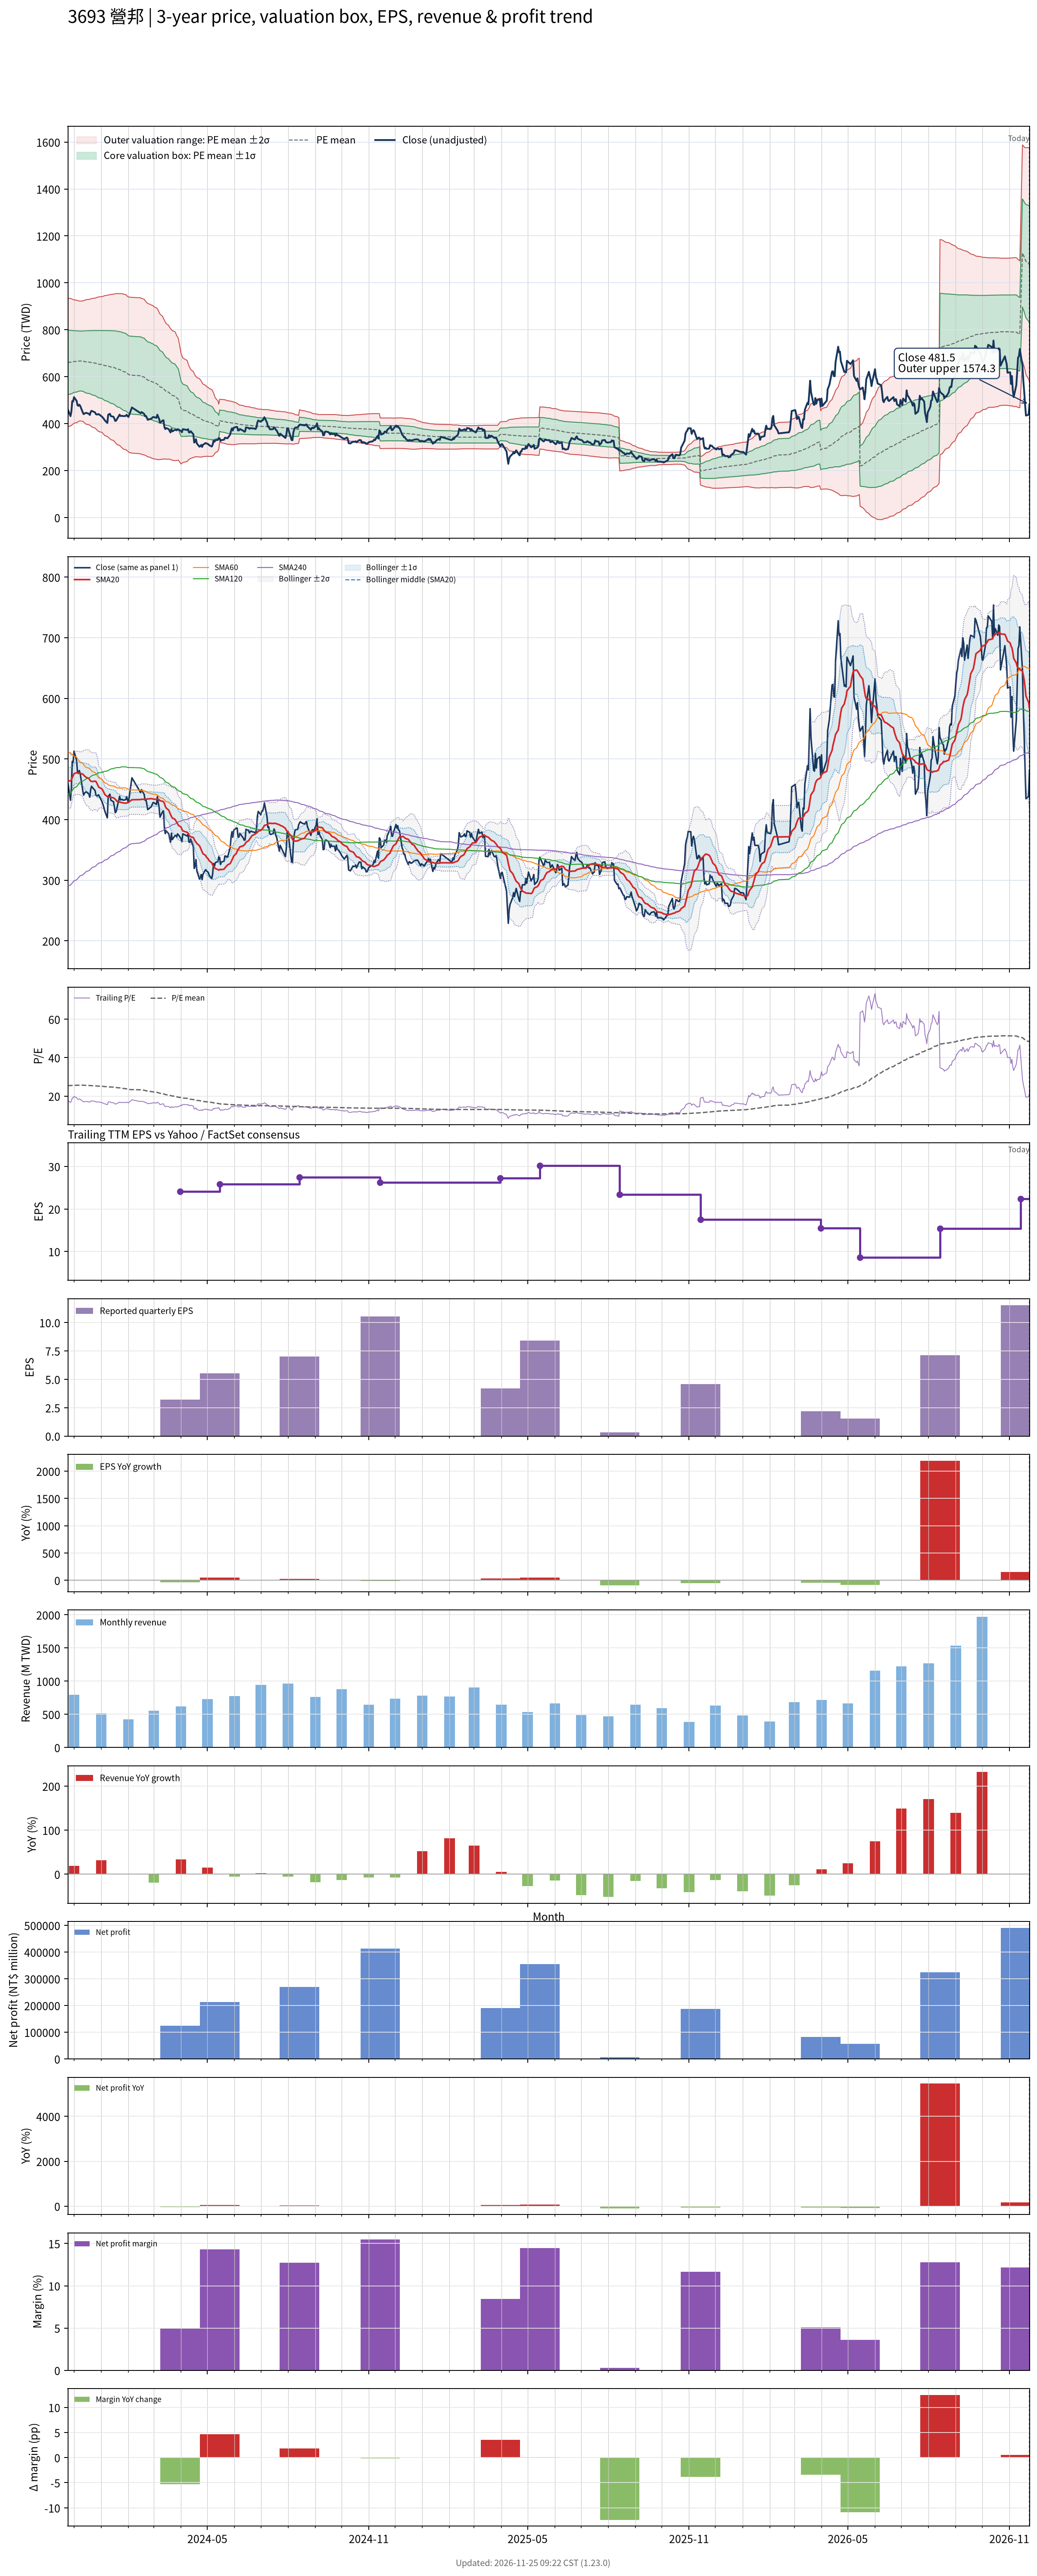 3693 營邦 | 3-year price, valuation box, EPS, revenue & profit trend
Outer valuation range: PE mean ±2σ
PE mean
Close (unadjusted)
Core valuation box: PE mean ±1σ
Today
Price (TWD)
1600
1400
1200
1000
800
600
400
200
0
Close 481.5
Outer upper 1574.3
Close (same as panel 1)
SMA60
SMA240
Bollinger ±1σ
SMA20
SMA120
Bollinger ±2σ
Bollinger middle (SMA20)
Price
800
700
600
500
400
300
200
Trailing P/E
P/E mean
P/E
60
40
20
Trailing TTM EPS vs Yahoo / FactSet consensus
Today
EPS
30
20
10
Reported quarterly EPS
EPS
10.0
7.5
5.0
2.5
0.0
EPS YoY growth
YoY (%)
2000
1500
1000
500
0
Monthly revenue
Revenue (M TWD)
2000
1500
1000
500
0
Revenue YoY growth
YoY (%)
200
100
0
Month
Net profit
Net profit (NT$ million)
500000
400000
300000
200000
100000
0
Net profit YoY
YoY (%)
4000
2000
0
Net profit margin
Margin (%)
15
10
5
0
Margin YoY change
Δ margin (pp)
10
5
0
-5
-10
2024-05
2024-11
2025-05
2025-11
2026-05
2026-11
Updated: 2026-11-25 09:22 CST (1.23.0)